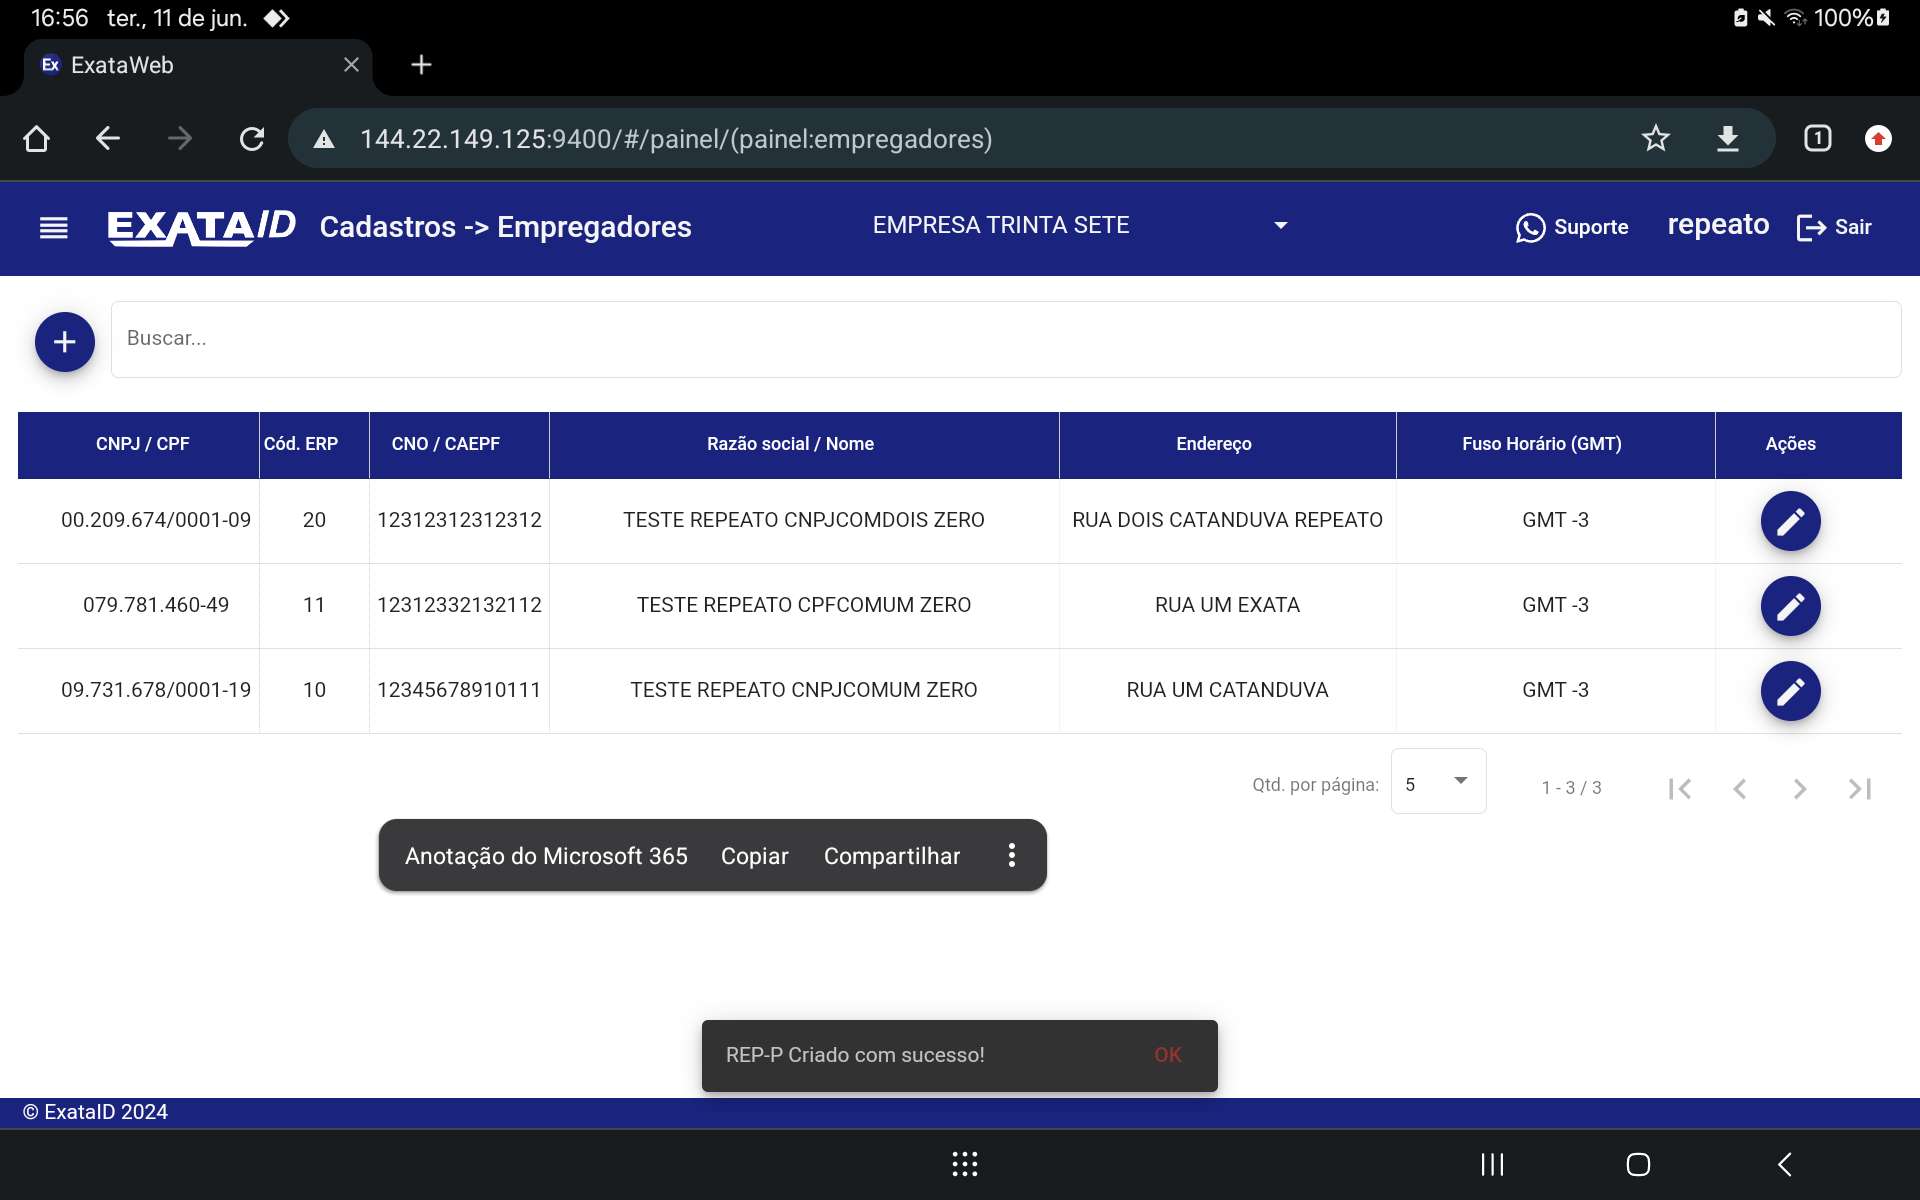 16:56 ter., 11 de jun. 100%
Ex ExataWeb
144.22.149.125:9400/#/painel/(painel:empregadores) 1
EXATAID Cadastros -> Empregadores EMPRESA TRINTA SETE Suporte repeato Sair
Buscar...
CNPJ / CPF Cód. ERP CNO / CAEPF Razão social / Nome Endereço Fuso Horário (GMT) Ações
00.209.674/0001-09 20 12312312312312 TESTE REPEATO CNPJCOMDOIS ZERO RUA DOIS CATANDUVA REPEATO GMT -3
079.781.460-49 11 12312332132112 TESTE REPEATO CPFCOMUM ZERO RUA UM EXATA GMT -3
09.731.678/0001-19 10 12345678910111 TESTE REPEATO CNPJCOMUM ZERO RUA UM CATANDUVA GMT -3
Qtd. por página: 5 1 - 3 / 3
Anotação do Microsoft 365 Copiar Compartilhar
REP-P Criado com sucesso! OK
© ExataID 2024